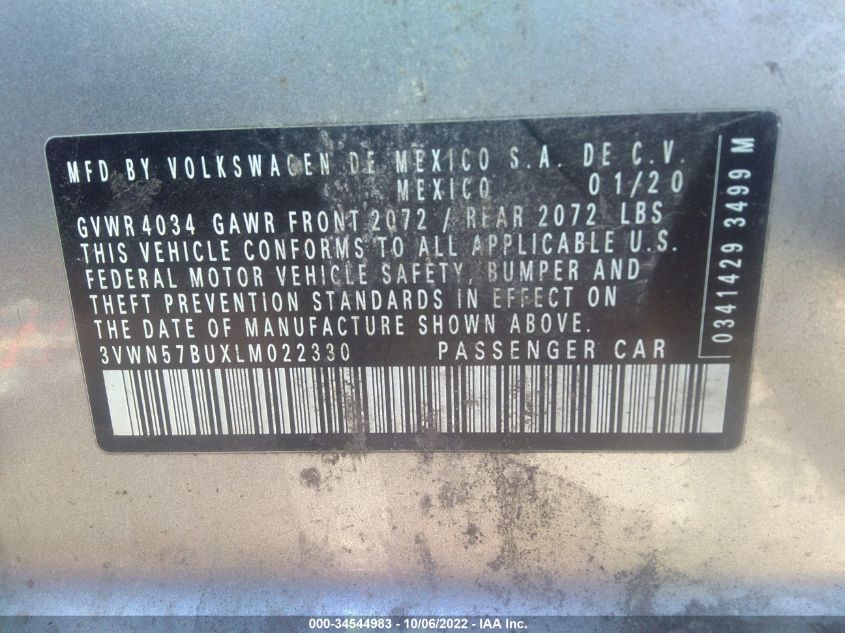 MFD BY VOLKSWAGEN DE MEXICO S.A. DE C.V.
MEXICO 01/20
GVWR 4034 GAWR FRONT 2072 / REAR 2072 LBS
THIS VEHICLE CONFORMS TO ALL APPLICABLE U.S.
FEDERAL MOTOR VEHICLE SAFETY, BUMPER AND
THEFT PREVENTION STANDARDS IN EFFECT ON
THE DATE OF MANUFACTURE SHOWN ABOVE.
3VWN57BUXLM022330 PASSENGER CAR
0341429 3499 M
000-34544983 - 10/06/2022 - IAA Inc.